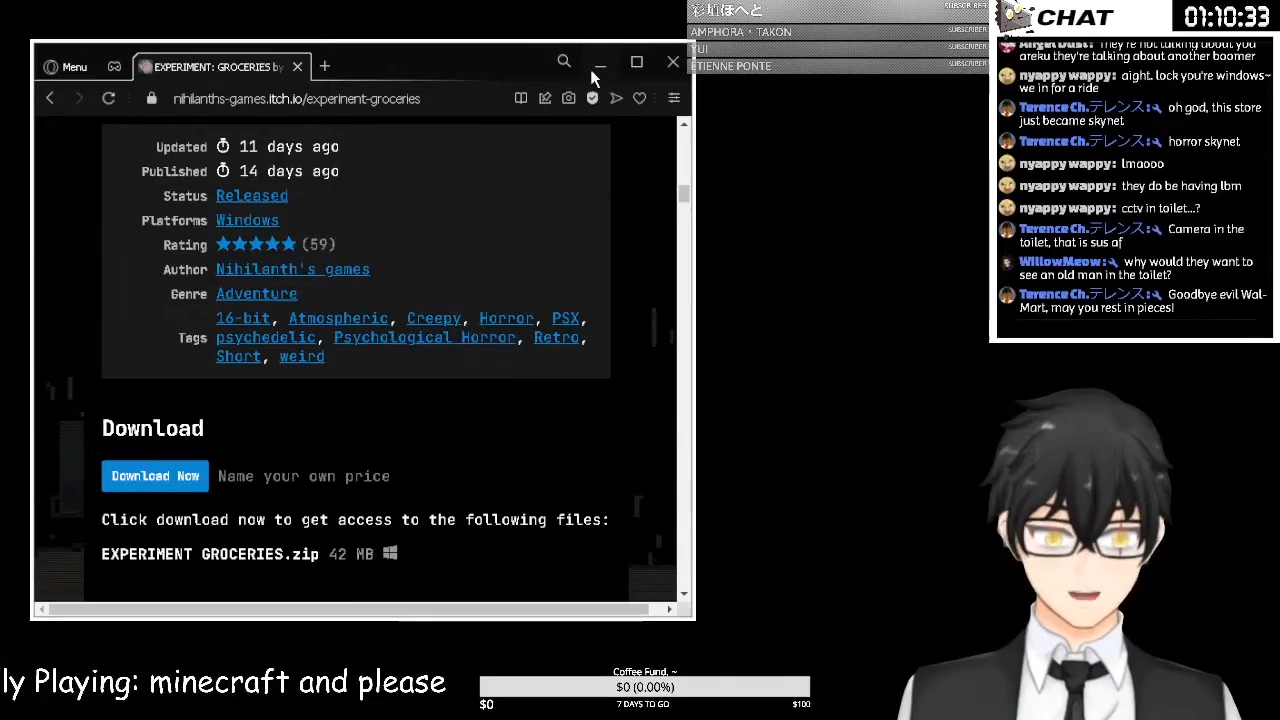 Menu
EXPERIMENT: GROCERIES by
nihilanths-games.itch.io/experiment-groceries
Updated 11 days ago
Published 14 days ago
Status Released
Platforms Windows
Rating ★★★★★ (59)
Author Nihilanth's games
Genre Adventure
Tags 16-bit, Atmospheric, Creepy, Horror, PSX,
psychedelic, Psychological Horror, Retro,
Short, weird
Download
Download Now Name your own price
Click download now to get access to the following files:
EXPERIMENT GROCERIES.zip 42 MB
SUBSCRIBER
AMPHORA・TAKON SUBSCRIBER
YUI SUBSCRIBER
ETIENNE PONTE SUBSCRIBER
CHAT
01:10:33
Angel Dust: They're not talking about you
areku they're talking about another boomer
nyappy wappy: aight. lock you're windows~
we in for a ride
Terence Ch.テレンス: oh god, this store
just became skynet
Terence Ch.テレンス: horror skynet
nyappy wappy: lmaooo
nyappy wappy: they do be having lbm
nyappy wappy: cctv in toilet...?
Terence Ch.テレンス: Camera in the
toilet, that is sus af
WillowMeow: why would they want to
see an old man in the toilet?
Terence Ch.テレンス: Goodbye evil Wal-
Mart, may you rest in pieces!
ly Playing: minecraft and please
Coffee Fund, ~
$0 (0.00%)
$0 7 DAYS TO GO $100